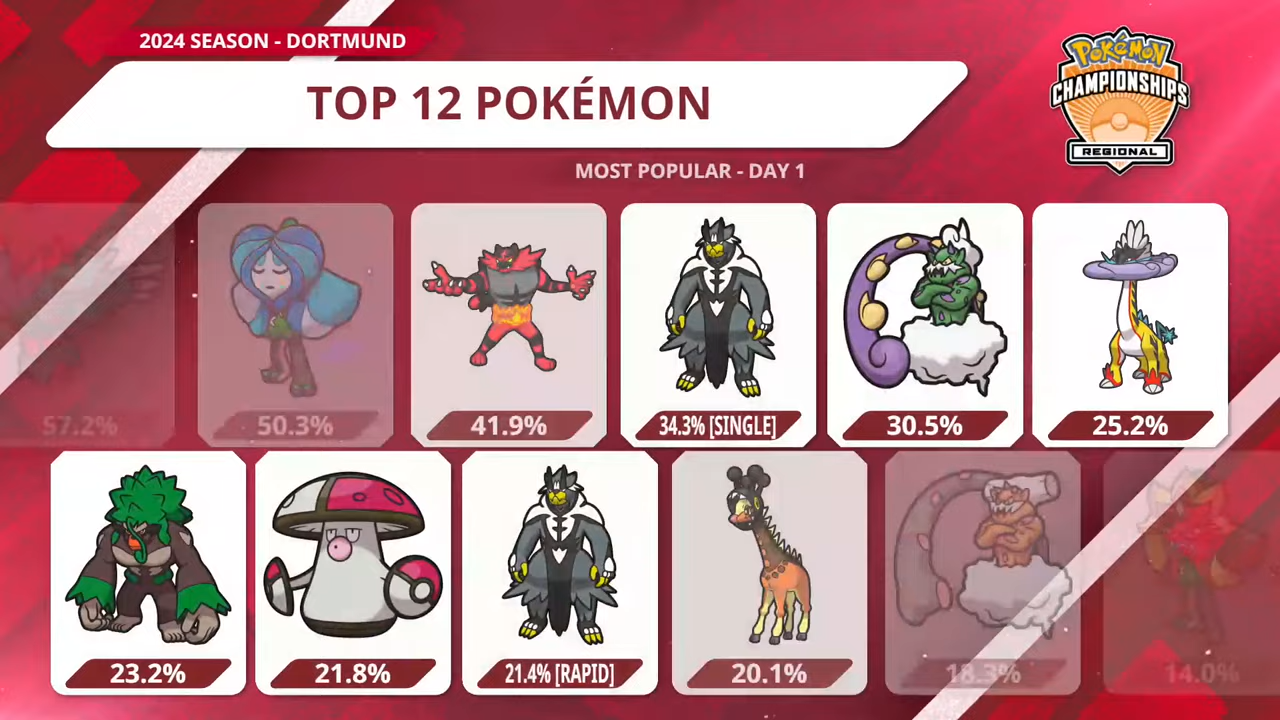 2024 SEASON - DORTMUND
TOP 12 POKÉMON
MOST POPULAR - DAY 1
Pokémon
CHAMPIONSHIPS
REGIONAL
57.2%
50.3%
41.9%
34.3% [SINGLE]
30.5%
25.2%
23.2%
21.8%
21.4% [RAPID]
20.1%
18.3%
14.0%